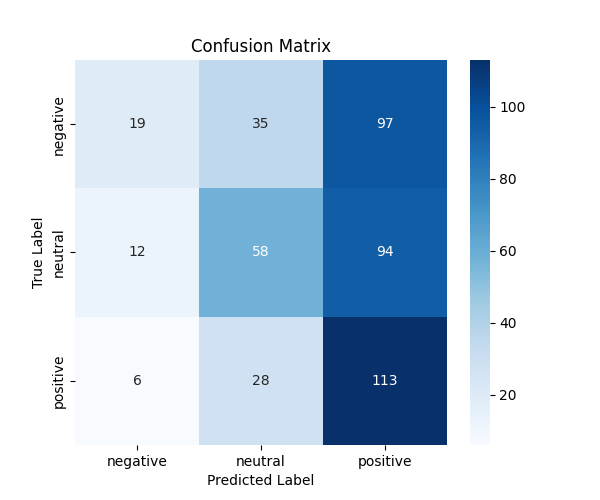 Confusion Matrix
True Label
negative
19 35 97
neutral
12 58 94
positive
6 28 113
negative neutral positive
Predicted Label
100
80
60
40
20